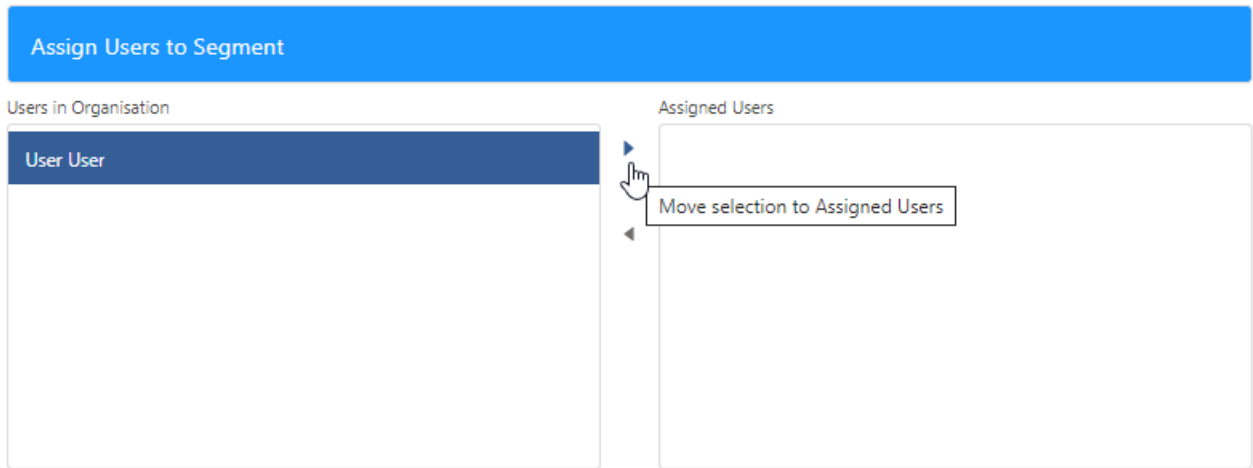 Assign Users to Segment
Users in Organisation
Assigned Users
User User
Move selection to Assigned Users